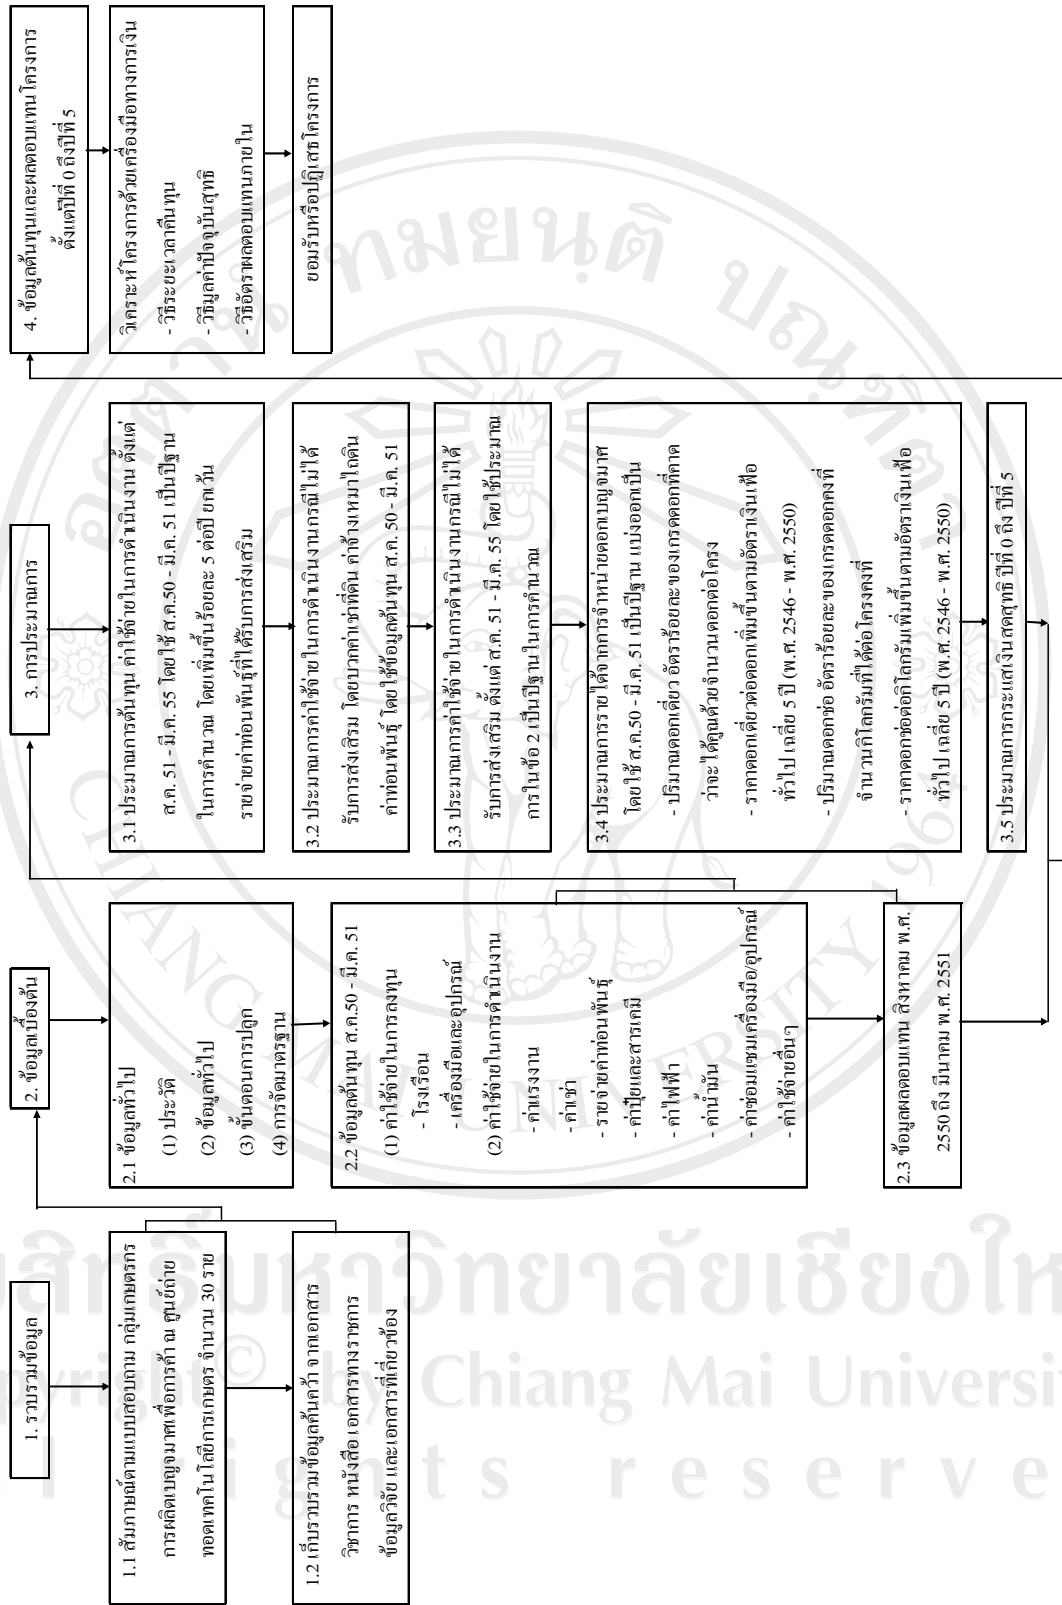 1. รวบรวมข้อมูล
1.1 สัมภาษณ์ตามแบบสอบถาม กลุ่มเกษตรกร
การผลิตเบญจมาศเพื่อการค้า ณ ศูนย์ถ่าย
ทอดเทคโนโลยีการเกษตร จำนวน 30 ราย
1.2 เก็บรวบรวมข้อมูลค้นคว้า จากเอกสาร
วิชาการ หนังสือ เอกสารทางราชการ
ข้อมูลวิจัย และเอกสารที่เกี่ยวข้อง
2. ข้อมูลเบื้องต้น
2.1 ข้อมูลทั่วไป
(1) ประวัติ
(2) ข้อมูลทั่วไป
(3) ขั้นตอนการปลูก
(4) การจัดมาตรฐาน
2.2 ข้อมูลต้นทุน ส.ค.50 - มี.ค. 51
(1) ค่าใช้จ่ายในการลงทุน
- โรงเรือน
- เครื่องมือและอุปกรณ์
(2) ค่าใช้จ่ายในการดำเนินงาน
- ค่าแรงงาน
- ค่าเช่า
- รายจ่ายค่าท่อนพันธุ์
- ค่าปุ๋ยและสารเคมี
- ค่าไฟฟ้า
- ค่าน้ำมัน
- ค่าซ่อมแซมเครื่องมือ/อุปกรณ์
- ค่าใช้จ่ายอื่นๆ
2.3 ข้อมูลผลตอบแทน สิงหาคม พ.ศ.
2550 ถึง มีนาคม พ.ศ. 2551
3. การประมาณการ
3.1 ประมาณการต้นทุน ค่าใช้จ่ายในการดำเนินงาน ตั้งแต่
ส.ค. 51 - มี.ค. 55 โดยใช้ ส.ค.50 - มี.ค. 51 เป็นปีฐาน
ในการคำนวณ โดยเพิ่มขึ้นร้อยละ 5 ต่อปี ยกเว้น
รายจ่ายค่าท่อนพันธุ์ที่ได้รับการส่งเสริม
3.2 ประมาณการค่าใช้จ่ายในการดำเนินงานกรณีไม่ได้
รับการส่งเสริม โดยบวกค่าเช่าที่ดิน ค่าจ้างเหมาไถดิน
ค่าท่อนพันธุ์ โดยใช้ข้อมูลต้นทุน ส.ค. 50 - มี.ค. 51
3.3 ประมาณการค่าใช้จ่ายในการดำเนินงานกรณีไม่ได้
รับการส่งเสริม ตั้งแต่ ส.ค. 51 - มี.ค. 55 โดยใช้ประมาณ
การในข้อ 2 เป็นปีฐานในการคำนวณ
3.4 ประมาณการรายได้จากการจำหน่ายดอกเบญจมาศ
โดยใช้ ส.ค.50 - มี.ค. 51 เป็นปีฐาน แบ่งออกเป็น
- ปริมาณดอกเดี่ยว อัตราร้อยละของเกรดดอกที่คาด
ว่าจะได้คูณด้วยจำนวนดอกต่อโครง
- ราคาดอกเดี่ยวต่อดอกเพิ่มขึ้นตามอัตราเงินเฟ้อ
ทั่วไป เฉลี่ย 5 ปี (พ.ศ. 2546 - พ.ศ. 2550)
- ปริมาณดอกช่อ อัตราร้อยละของเกรดดอกคงที่
จำนวนกิโลกรัมที่ได้ต่อโครงคงที่
- ราคาดอกช่อต่อกิโลกรัมเพิ่มขึ้นตามอัตราเงินเฟ้อ
ทั่วไป เฉลี่ย 5 ปี (พ.ศ. 2546 - พ.ศ. 2550)
3.5 ประมาณการกระแสเงินสดสุทธิ ปีที่ 0 ถึง ปีที่ 5
4. ข้อมูลต้นทุนและผลตอบแทนโครงการ
ตั้งแต่ปีที่ 0 ถึงปีที่ 5
วิเคราะห์โครงการด้วยเครื่องมือทางการเงิน
- วิธีระยะเวลาคืนทุน
- วิธีมูลค่าปัจจุบันสุทธิ
- วิธีอัตราผลตอบแทนภายใน
ยอมรับหรือปฏิเสธโครงการ
CHIANG MAI UNIVERSITY 1964
สิทธิ์มหาวิทยาลัยเชียงให
pyright © by Chiang Mai Universi
rights reserve